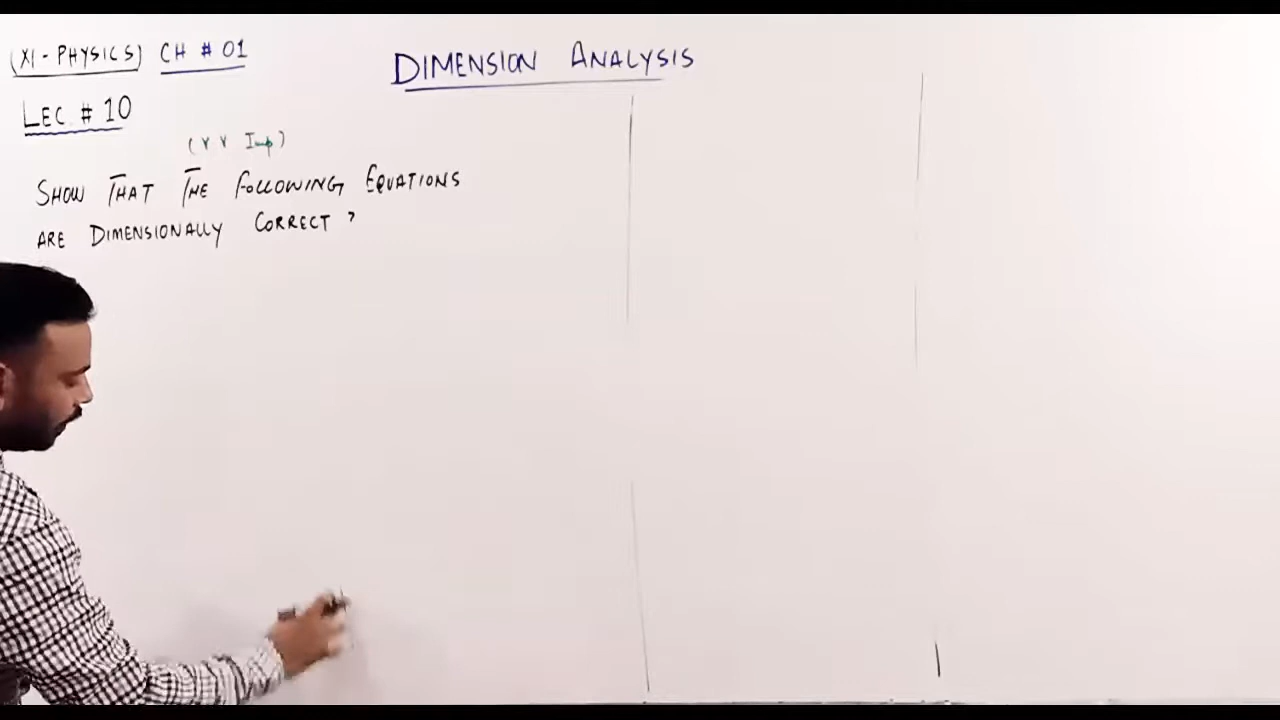 (XI - PHYSICS) CH # 01
DIMENSION ANALYSIS
LEC # 10
(V V Imp)
SHOW THAT THE FOLLOWING EQUATIONS
ARE DIMENSIONALLY CORRECT ?